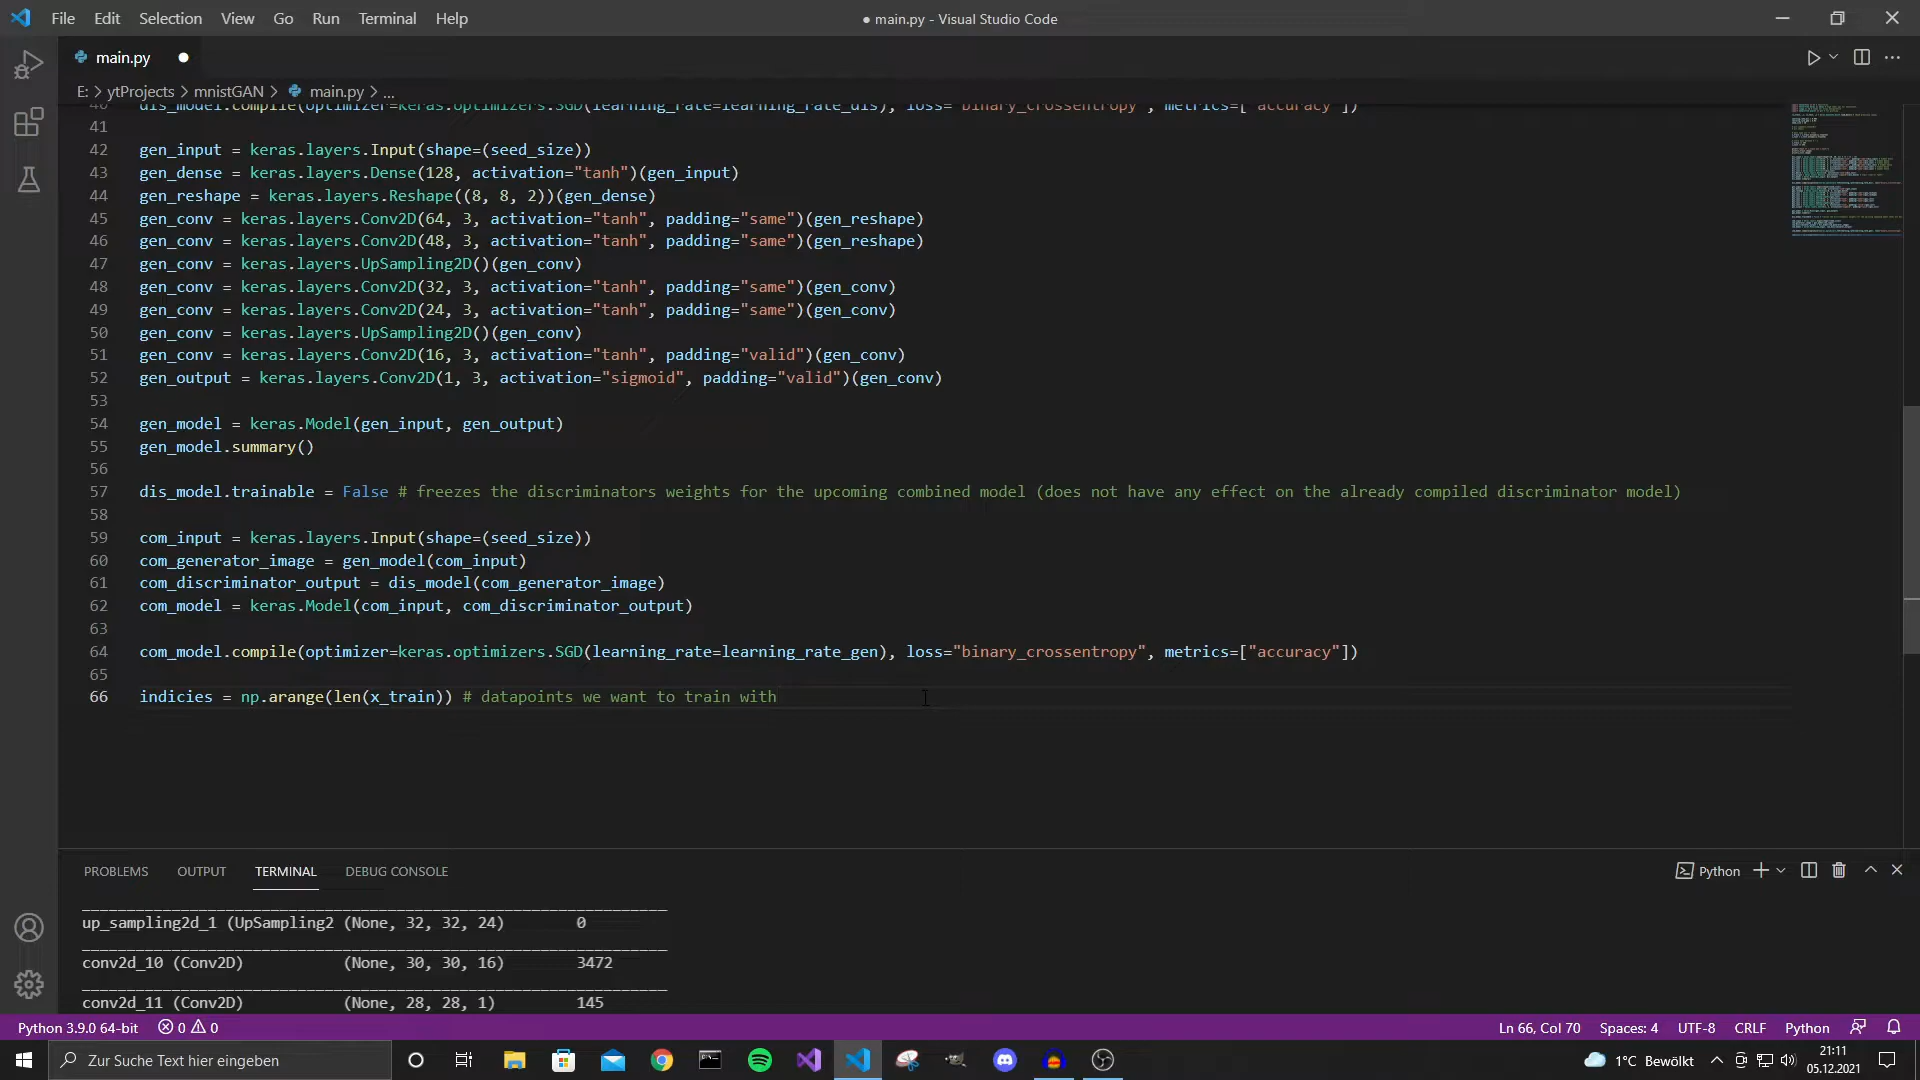 File Edit Selection View Go Run Terminal Help
● main.py - Visual Studio Code
main.py
E: > ytProjects > mnistGAN > main.py > ...
40 dis_model.compile(optimizer=keras.optimizers.SGD(learning_rate=learning_rate_dis), loss="binary_crossentropy", metrics=["accuracy"])
41
42 gen_input = keras.layers.Input(shape=(seed_size))
43 gen_dense = keras.layers.Dense(128, activation="tanh")(gen_input)
44 gen_reshape = keras.layers.Reshape((8, 8, 2))(gen_dense)
45 gen_conv = keras.layers.Conv2D(64, 3, activation="tanh", padding="same")(gen_reshape)
46 gen_conv = keras.layers.Conv2D(48, 3, activation="tanh", padding="same")(gen_reshape)
47 gen_conv = keras.layers.UpSampling2D()(gen_conv)
48 gen_conv = keras.layers.Conv2D(32, 3, activation="tanh", padding="same")(gen_conv)
49 gen_conv = keras.layers.Conv2D(24, 3, activation="tanh", padding="same")(gen_conv)
50 gen_conv = keras.layers.UpSampling2D()(gen_conv)
51 gen_conv = keras.layers.Conv2D(16, 3, activation="tanh", padding="valid")(gen_conv)
52 gen_output = keras.layers.Conv2D(1, 3, activation="sigmoid", padding="valid")(gen_conv)
53
54 gen_model = keras.Model(gen_input, gen_output)
55 gen_model.summary()
56
57 dis_model.trainable = False # freezes the discriminators weights for the upcoming combined model (does not have any effect on the already compiled discriminator model)
58
59 com_input = keras.layers.Input(shape=(seed_size))
60 com_generator_image = gen_model(com_input)
61 com_discriminator_output = dis_model(com_generator_image)
62 com_model = keras.Model(com_input, com_discriminator_output)
63
64 com_model.compile(optimizer=keras.optimizers.SGD(learning_rate=learning_rate_gen), loss="binary_crossentropy", metrics=["accuracy"])
65
66 indicies = np.arange(len(x_train)) # datapoints we want to train with
PROBLEMS OUTPUT TERMINAL DEBUG CONSOLE
Python
up_sampling2d_1 (UpSampling2 (None, 32, 32, 24) 0
conv2d_10 (Conv2D) (None, 30, 30, 16) 3472
conv2d_11 (Conv2D) (None, 28, 28, 1) 145
Python 3.9.0 64-bit 0 0
Ln 66, Col 70 Spaces: 4 UTF-8 CRLF Python
Zur Suche Text hier eingeben
1°C Bewölkt
21:11
05.12.2021